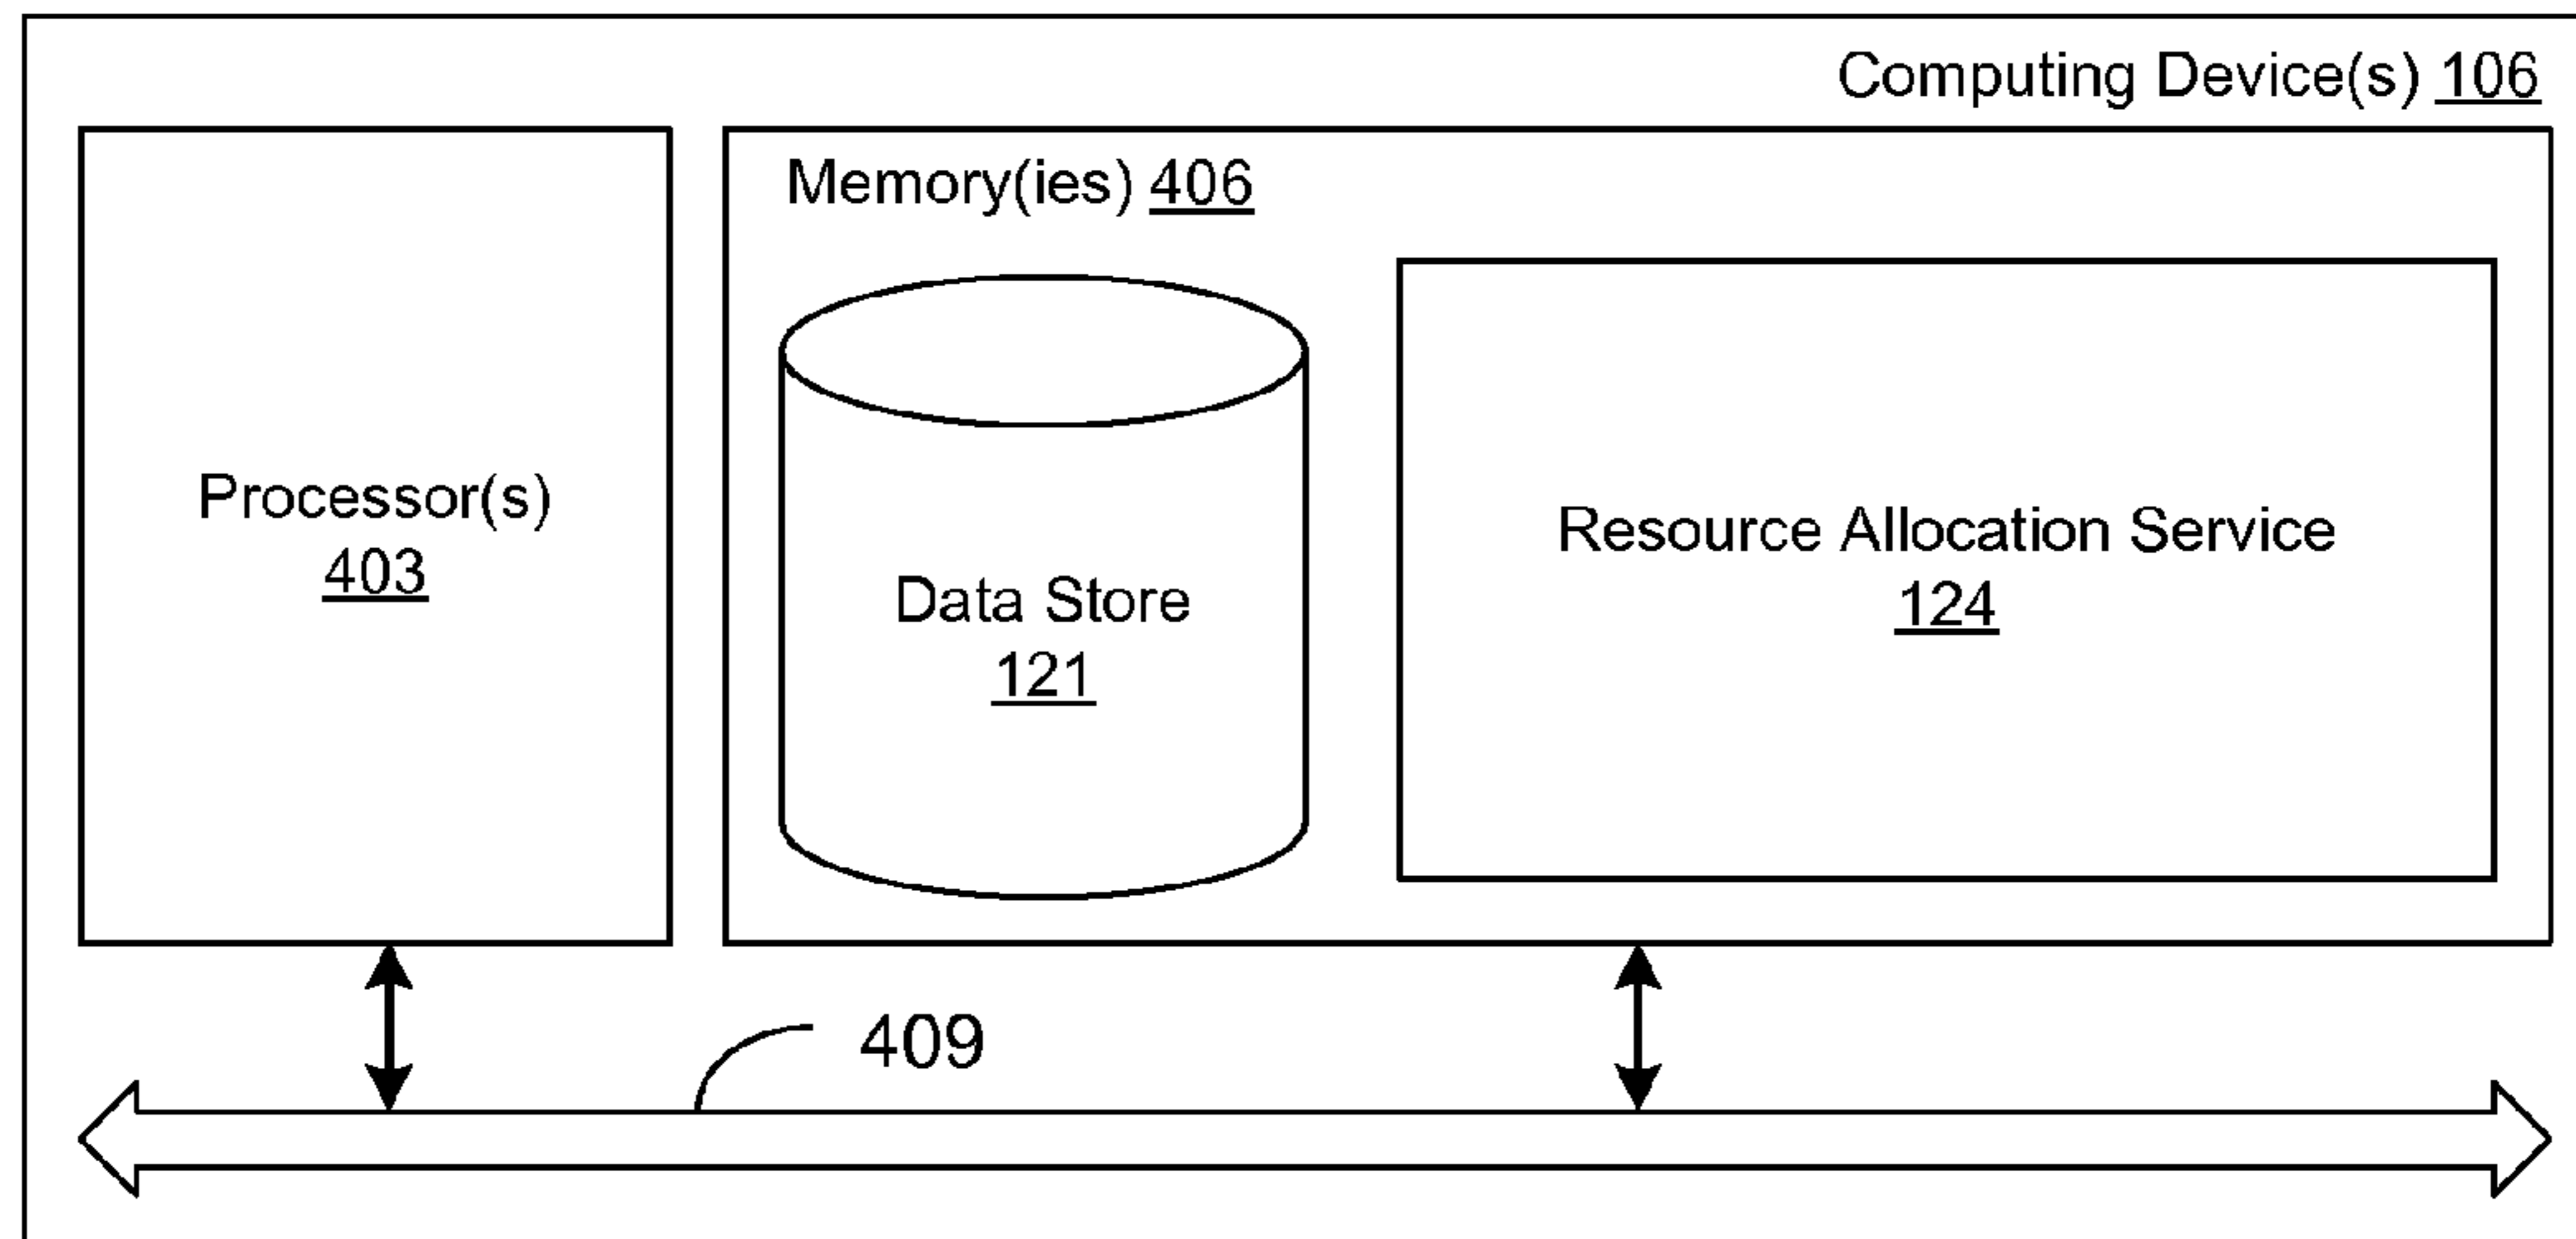 Computing Device(s) 106
Memory(ies) 406
Processor(s)
403
Data Store
121
Resource Allocation Service
124
409